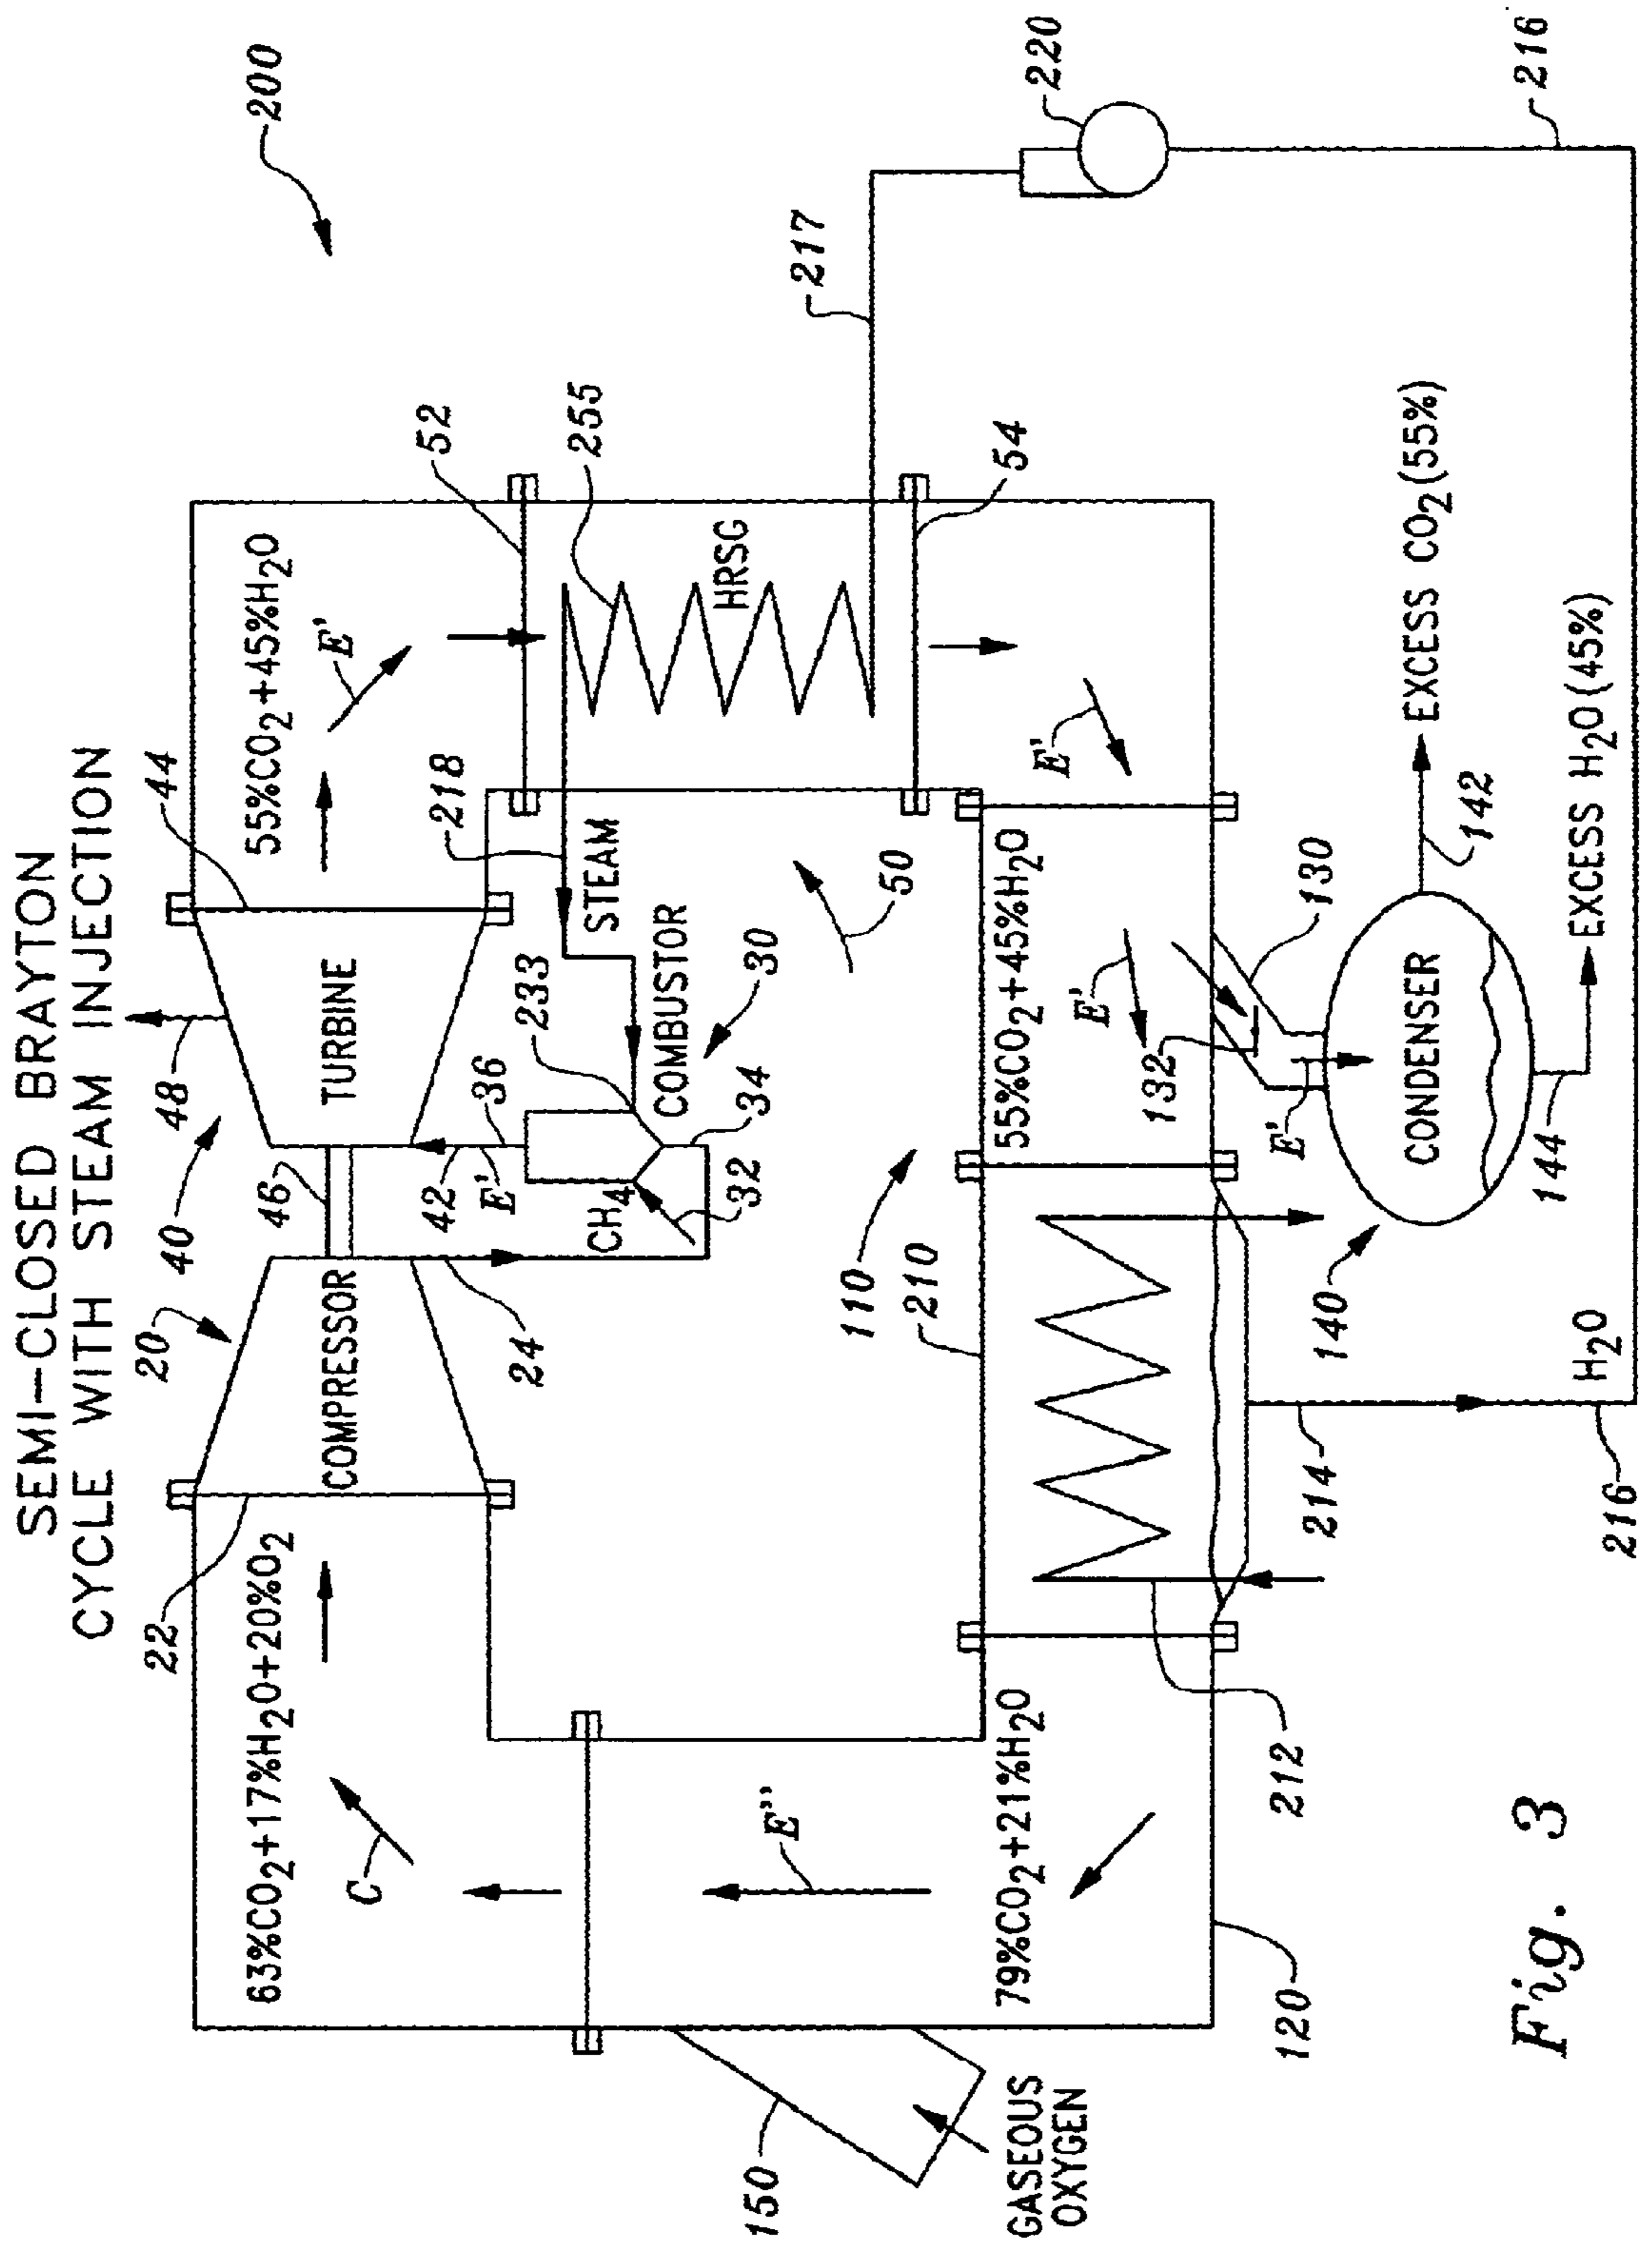 SEMI-CLOSED BRAYTON
CYCLE WITH STEAM INJECTION
200
48
40
20
44
22
46
63%CO2+17%H2O+20%O2
COMPRESSOR
TURBINE
55%CO2+45%H2O
E'
C
52
42
36
E'
24
218
233
STEAM
255
CH4
32
34
COMBUSTOR
30
HRSG
217
150
E''
110
210
50
54
220
GASEOUS
OXYGEN
79%CO2+21%H2O
55%CO2+45%H2O
E'
E'
132
130
E'
120
212
214
140
CONDENSER
142
EXCESS CO2(55%)
144
EXCESS H2O(45%)
H2O
216
216
Fig. 3